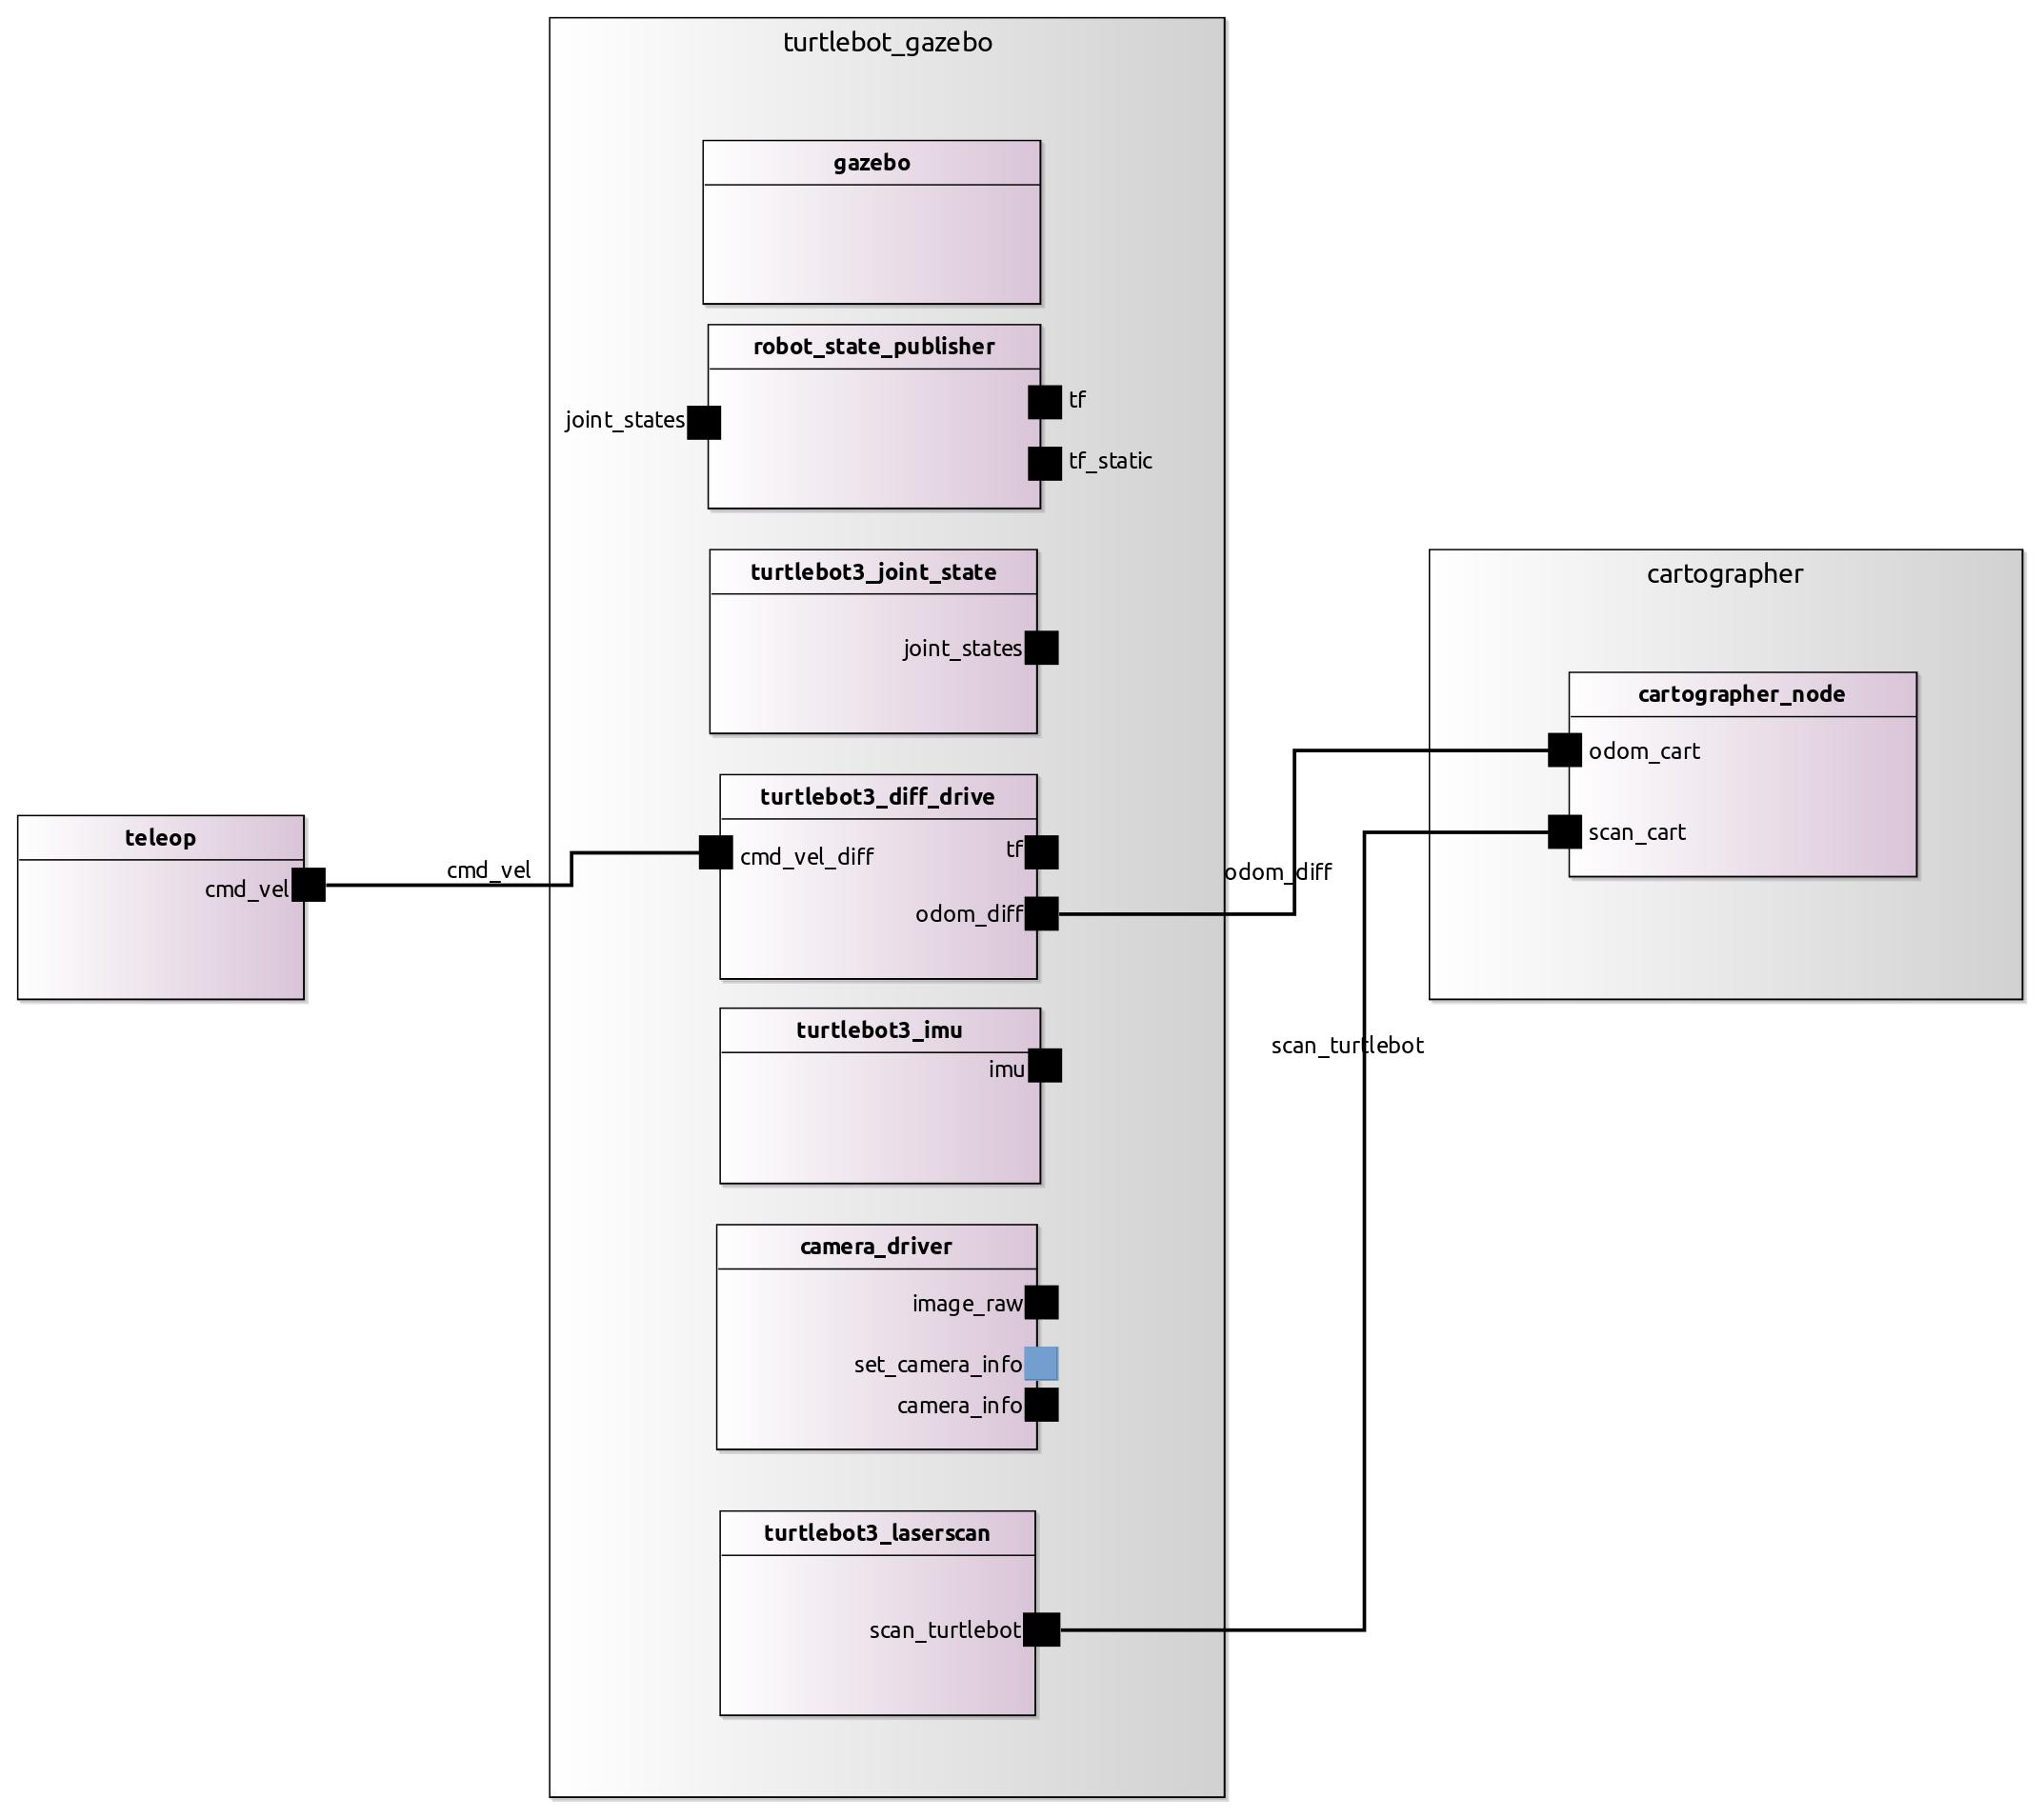 turtlebot_gazebo
gazebo
robot_state_publisher
tf
joint_states
tf_static
turtlebot3_joint_state
joint_states
cartographer
cartographer_node
odom_cart
scan_cart
turtlebot3_diff_drive
cmd_vel_diff
tf
odom_diff
teleop
cmd_vel
cmd_vel
odom_diff
turtlebot3_imu
imu
scan_turtlebot
camera_driver
image_raw
set_camera_info
camera_info
turtlebot3_laserscan
scan_turtlebot